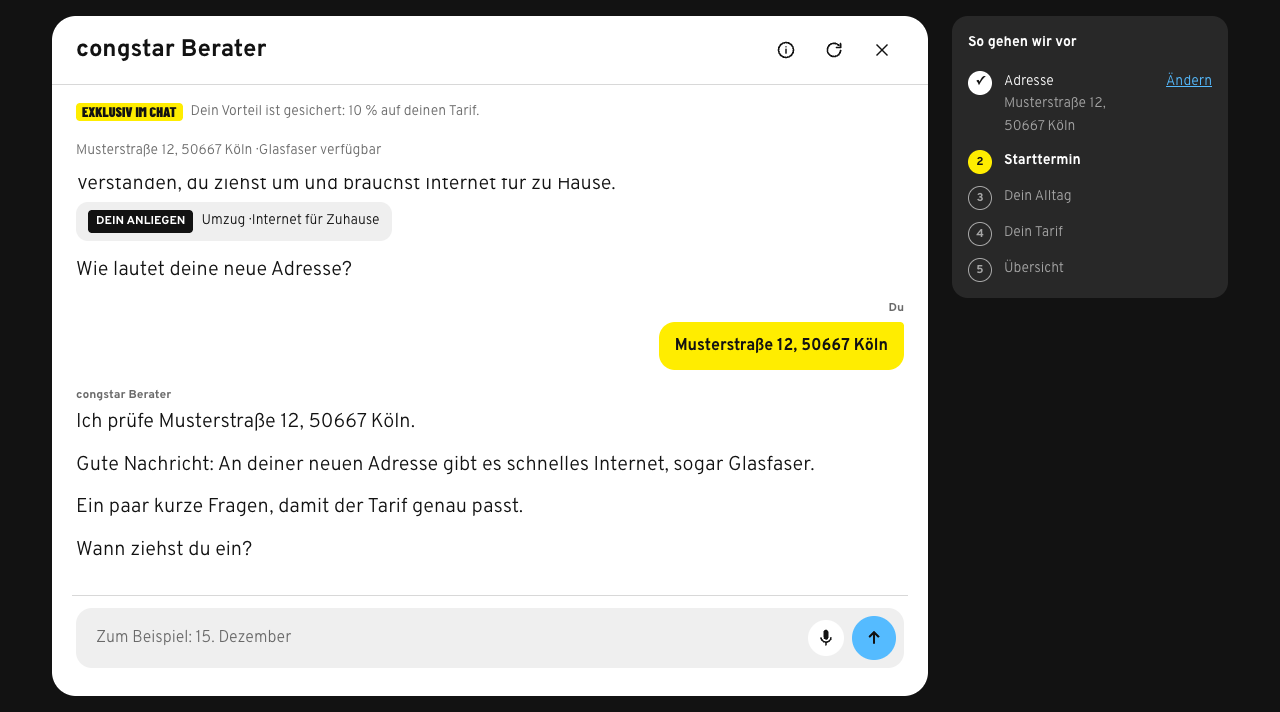 congstar Berater
EXKLUSIV IM CHAT Dein Vorteil ist gesichert: 10 % auf deinen Tarif.
Musterstraße 12, 50667 Köln ·Glasfaser verfügbar
Verstanden, du ziehst um und brauchst Internet für zu Hause.
DEIN ANLIEGEN Umzug ·Internet für Zuhause
Wie lautet deine neue Adresse?
Du
Musterstraße 12, 50667 Köln
congstar Berater
Ich prüfe Musterstraße 12, 50667 Köln.
Gute Nachricht: An deiner neuen Adresse gibt es schnelles Internet, sogar Glasfaser.
Ein paar kurze Fragen, damit der Tarif genau passt.
Wann ziehst du ein?
Zum Beispiel: 15. Dezember
So gehen wir vor
Adresse Ändern
Musterstraße 12,
50667 Köln
2 Starttermin
3 Dein Alltag
4 Dein Tarif
5 Übersicht